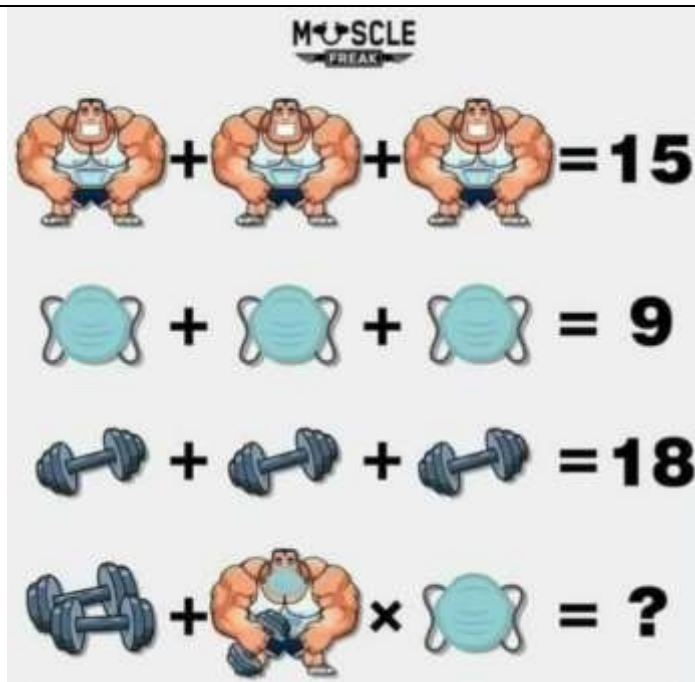 MUSCLE
FREAK
+ + = 15
+ + = 9
+ + = 18
+ × = ?